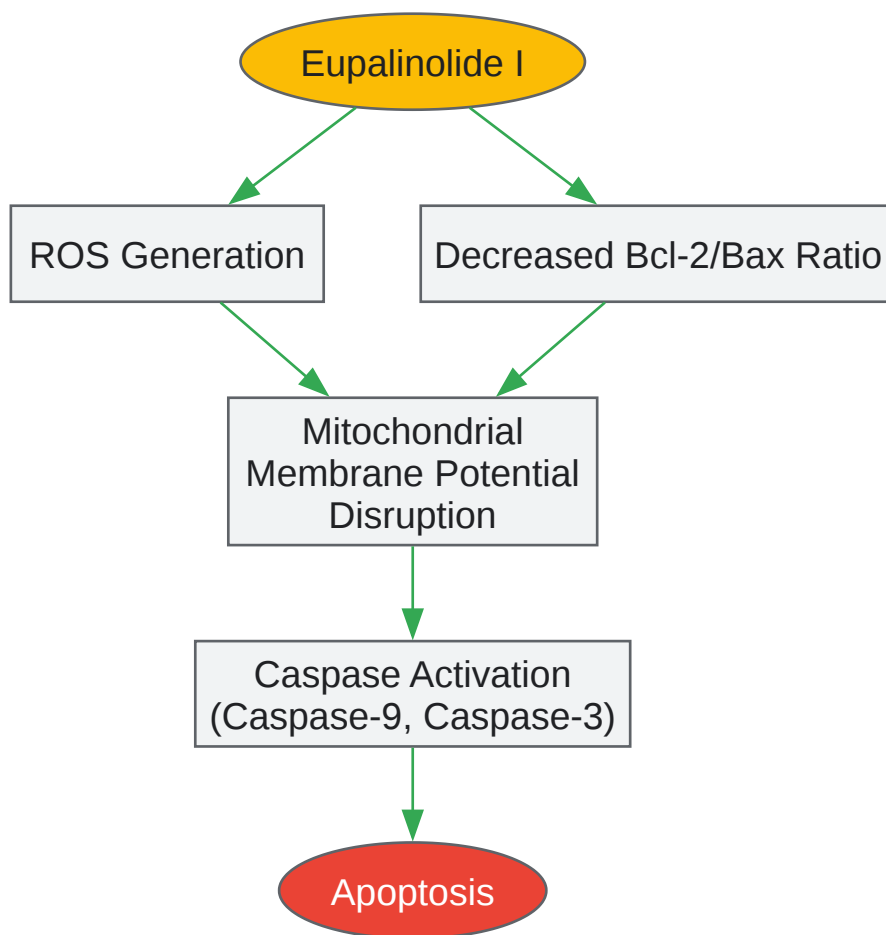 Eupalinolide I
ROS Generation
Decreased Bcl-2/Bax Ratio
Mitochondrial
Membrane Potential
Disruption
Caspase Activation
(Caspase-9, Caspase-3)
Apoptosis